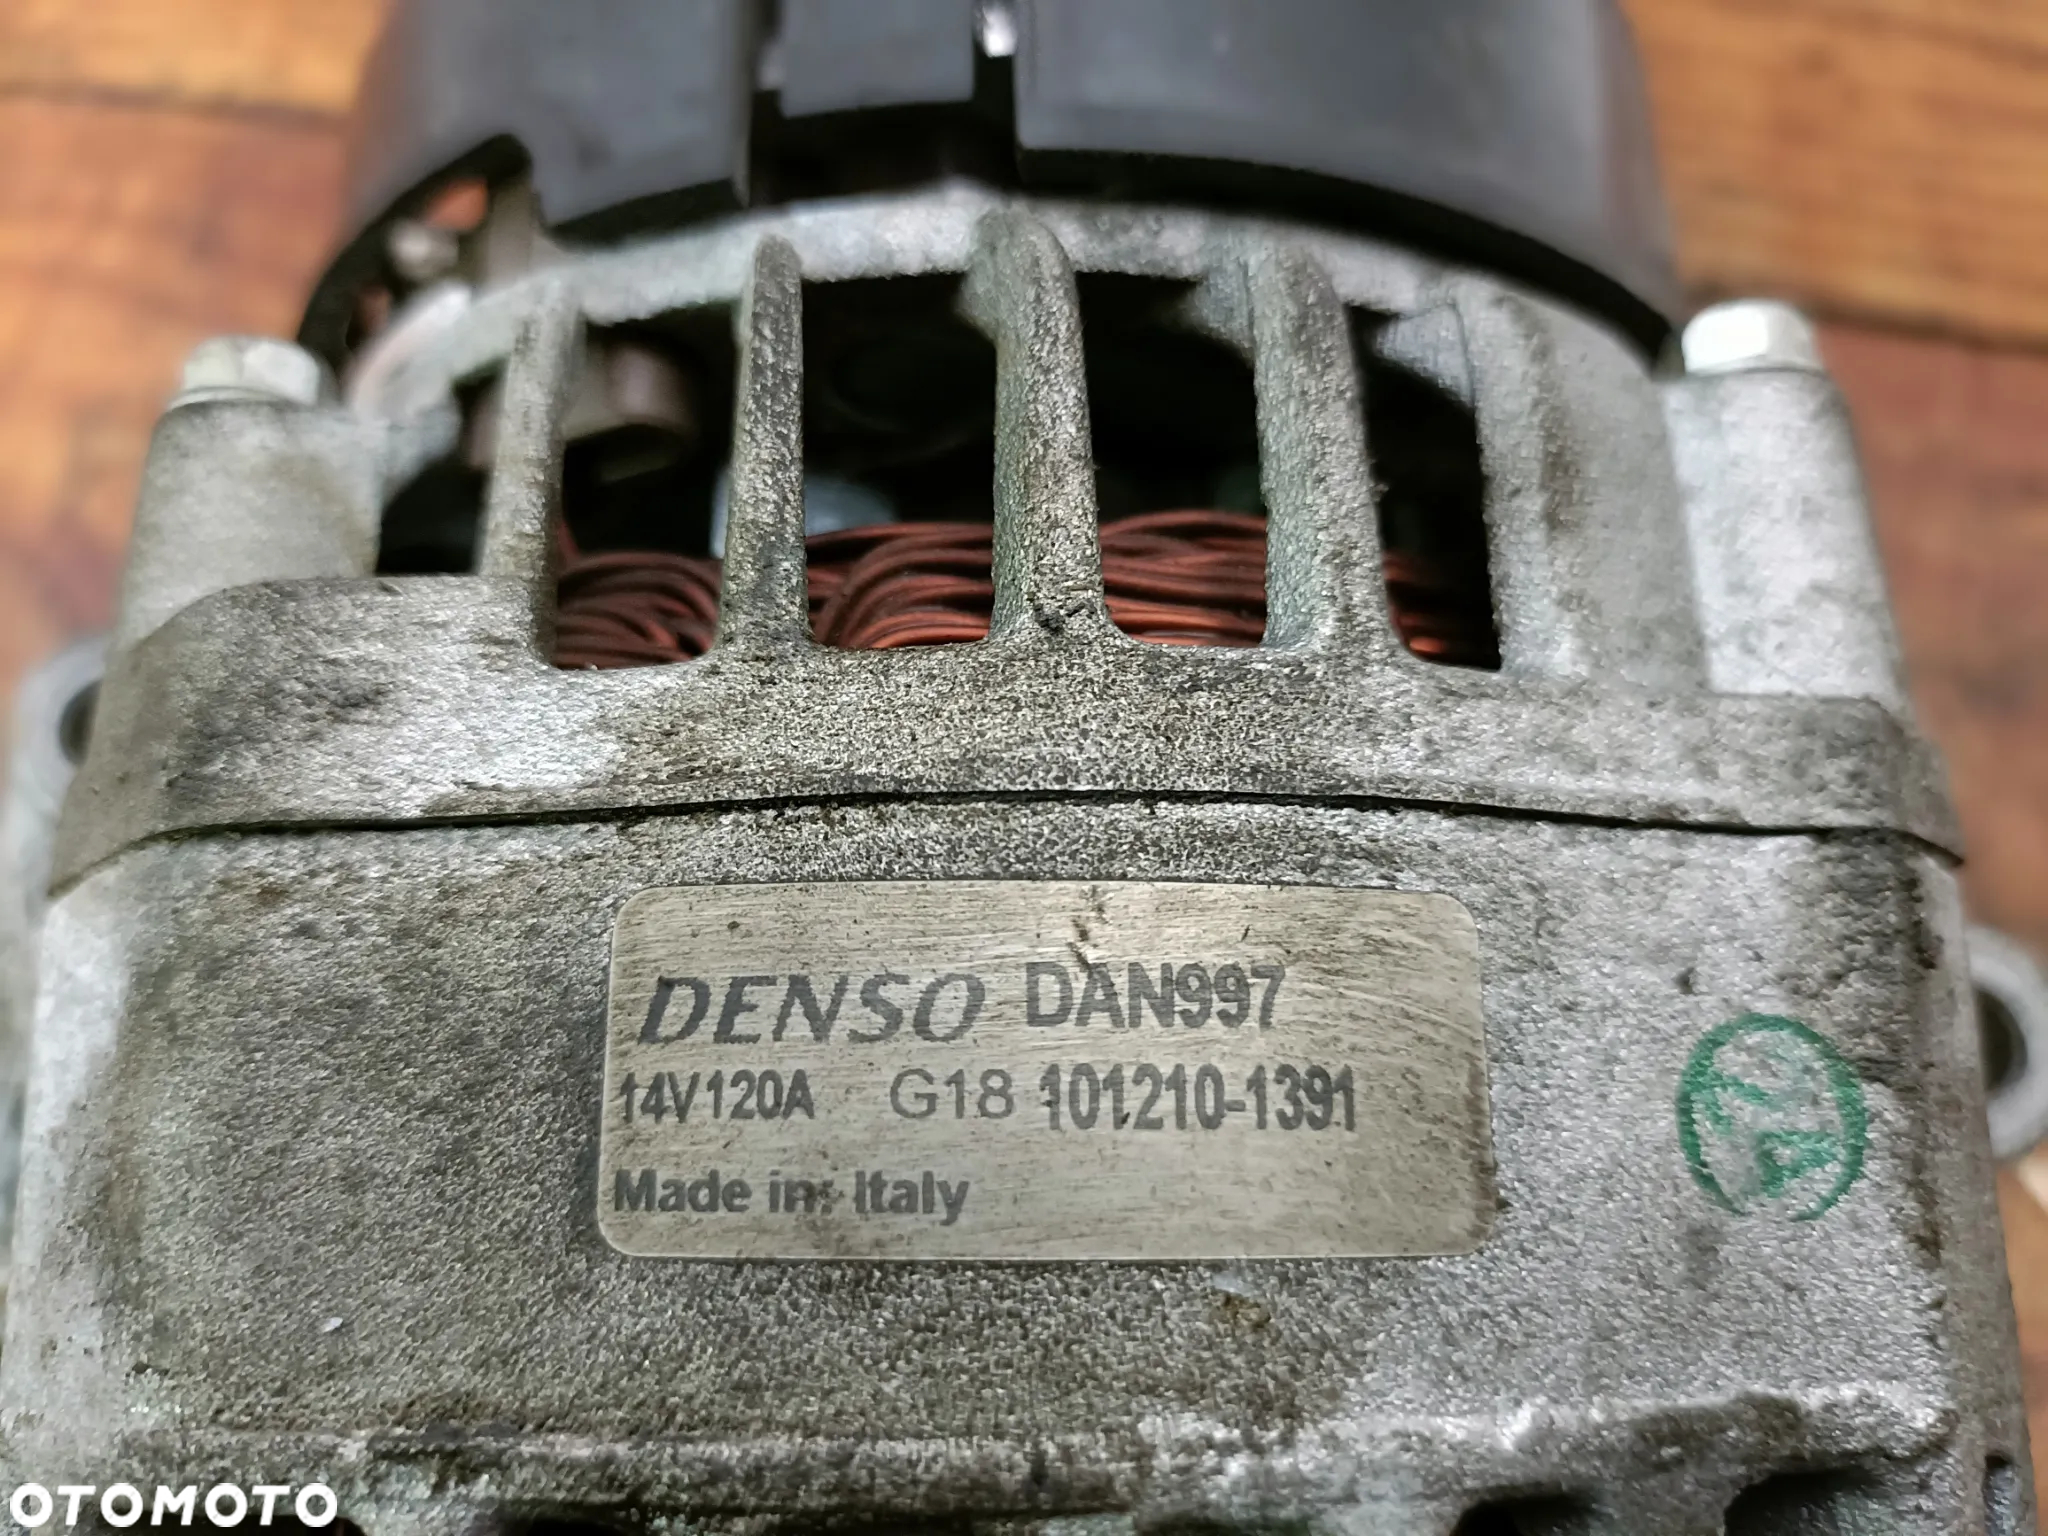 DENSO DAN997
14V120A G18 101210-1391
Made in: Italy
OTOMOTO